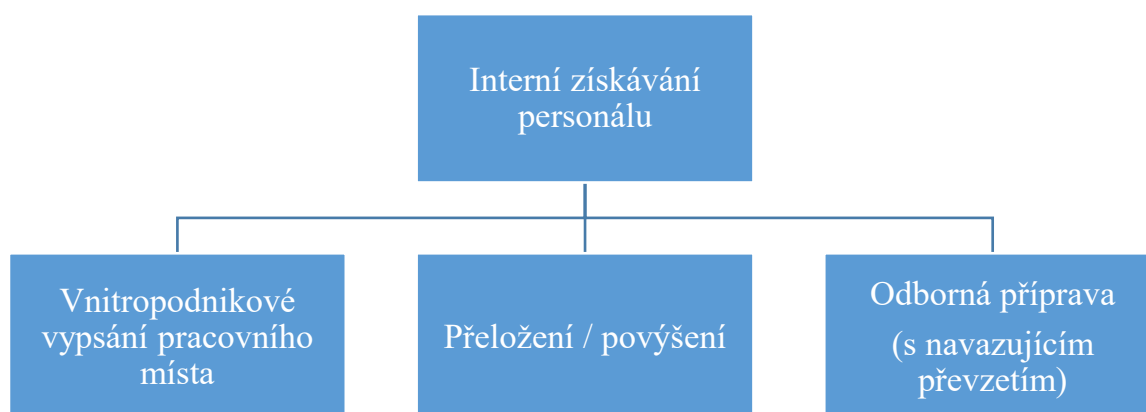 Interní získávání
personálu
Vnitropodnikové
vypsání pracovního
místa
Přeložení / povýšení
Odborná příprava
(s navazujícím
převzetím)